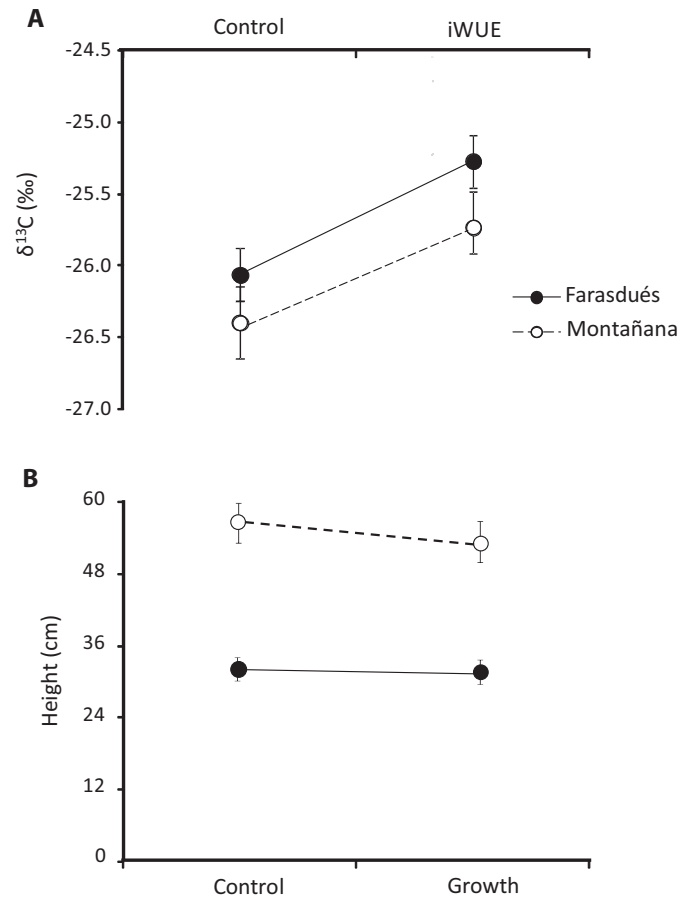 A
Control iWUE
-24.5
-25.0
-25.5
-26.0
-26.5
-27.0
δ¹³C (‰)
Farasdués
Montañana
B
60
48
36
24
12
0
Height (cm)
Control Growth